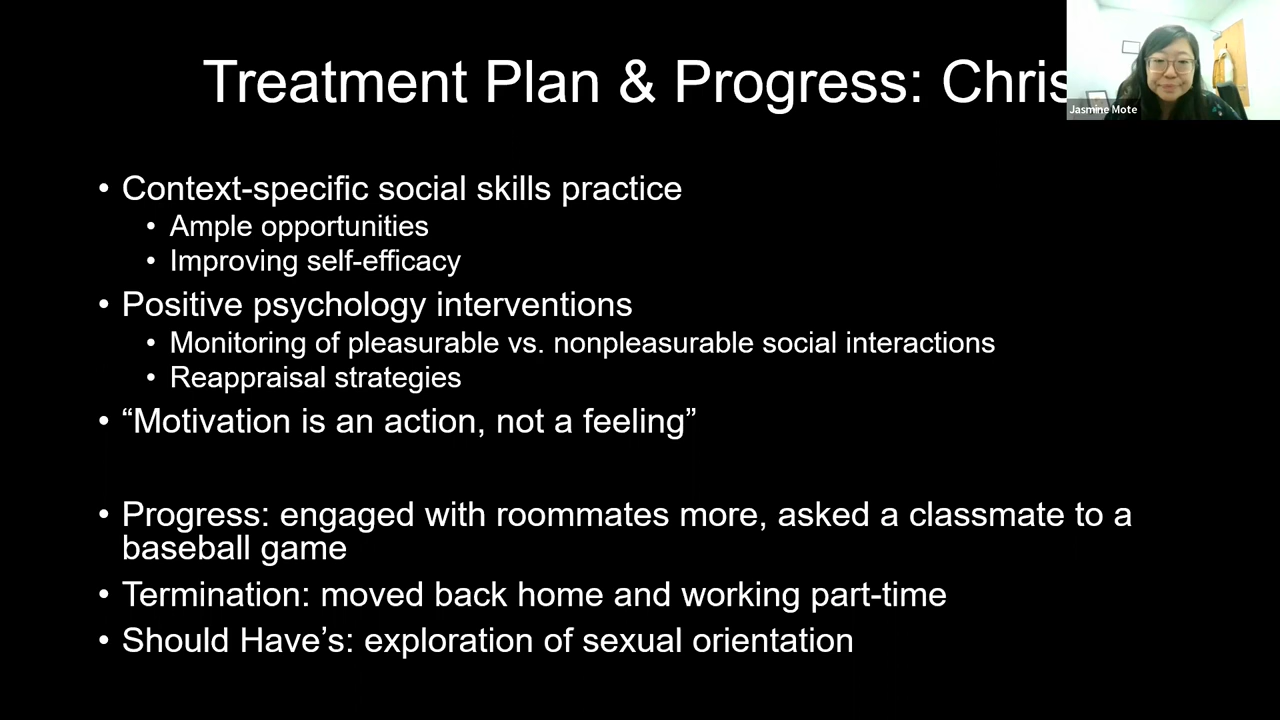 Treatment Plan & Progress: Chris
Jasmine Mote
• Context-specific social skills practice
• Ample opportunities
• Improving self-efficacy
• Positive psychology interventions
• Monitoring of pleasurable vs. nonpleasurable social interactions
• Reappraisal strategies
• “Motivation is an action, not a feeling”
• Progress: engaged with roommates more, asked a classmate to a
baseball game
• Termination: moved back home and working part-time
• Should Have’s: exploration of sexual orientation